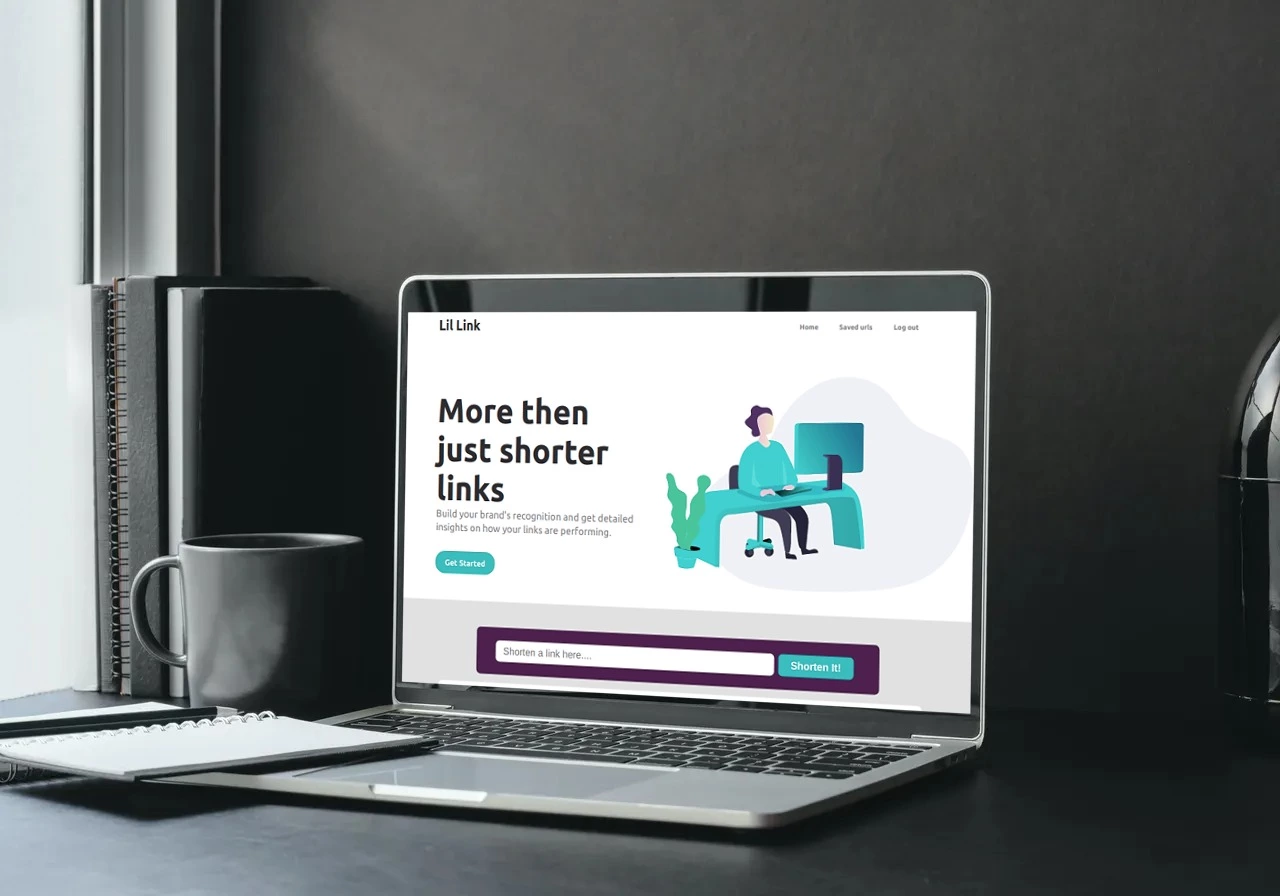 Lil Link
Home Saved urls Log out
More then
just shorter
links
Build your brand's recognition and get detailed
insights on how your links are performing.
Get Started
Shorten a link here....
Shorten It!